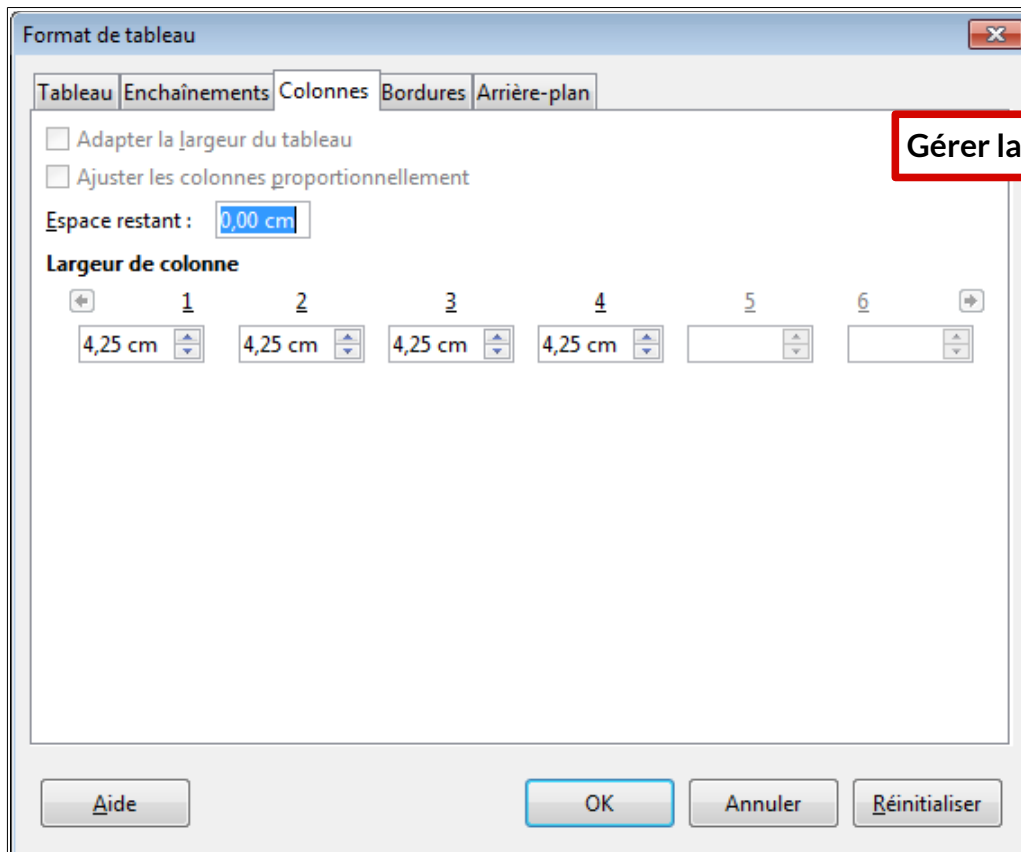 Format de tableau
Tableau Enchaînements Colonnes Bordures Arrière-plan
Adapter la largeur du tableau
Gérer la
Ajuster les colonnes proportionnellement
Espace restant : 0,00 cm
Largeur de colonne
1 2 3 4 5 6
4,25 cm 4,25 cm 4,25 cm 4,25 cm
Aide OK Annuler Réinitialiser